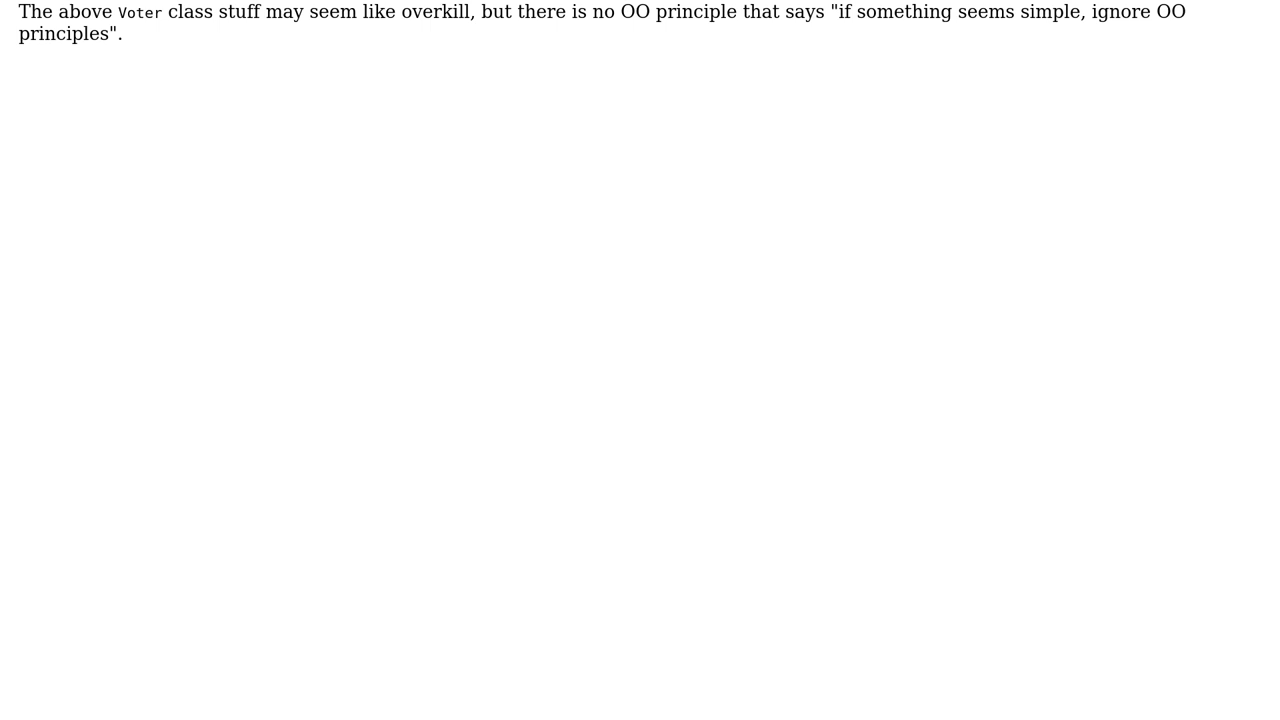 The above Voter class stuff may seem like overkill, but there is no OO principle that says "if something seems simple, ignore OO
principles".